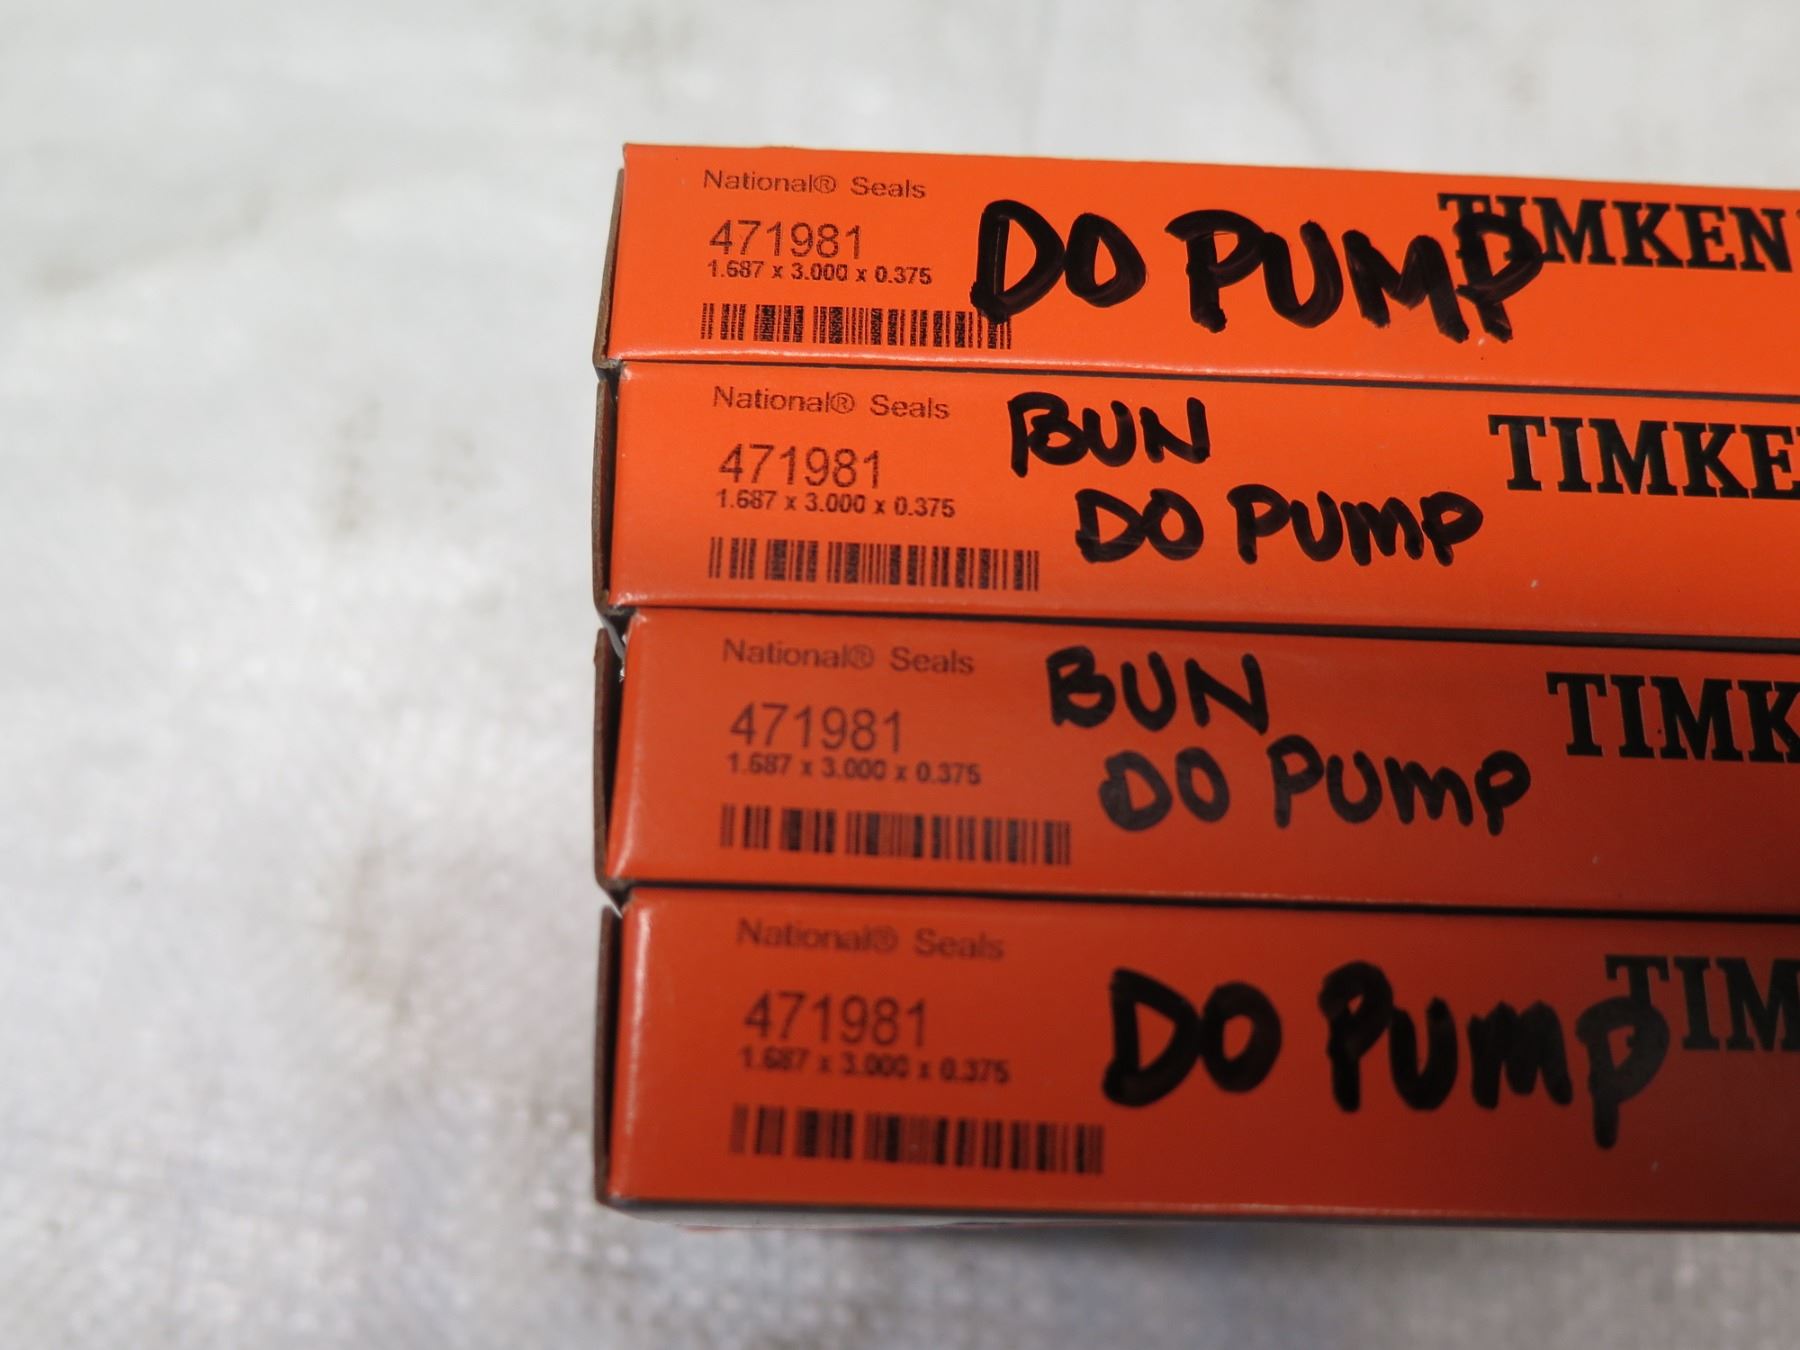 National® Seals
471981
1.687 x 3.000 x 0.375
DO PUMP
TIMKEN
National® Seals
471981
1.687 x 3.000 x 0.375
BUN
DO PUMP
TIMKE
National® Seals
471981
1.687 x 3.000 x 0.375
BUN
DO PUMP
TIMK
National® Seals
471981
1.687 x 3.000 x 0.375
DO PUMP
TIM